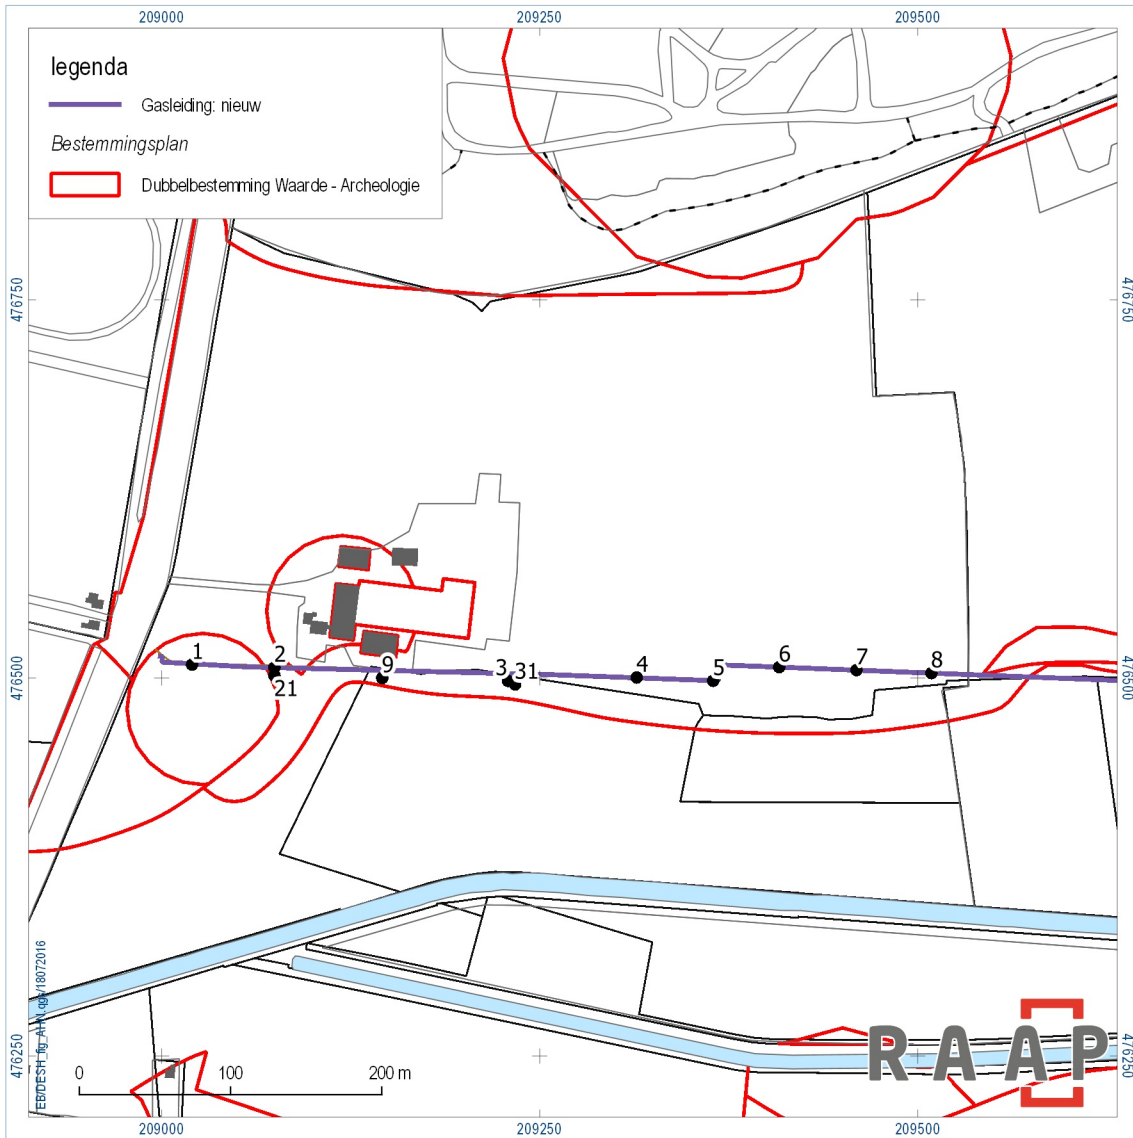 209000 209250 209500
legenda
Gasleiding: nieuw
Bestemmingsplan
Dubbelbestemming Waarde - Archeologie
476750 476750
1 2 21 9 3 31 4 5 6 7 8
476500 476500
476250 476250
0 100 200 m
RAAP
209000 209250 209500